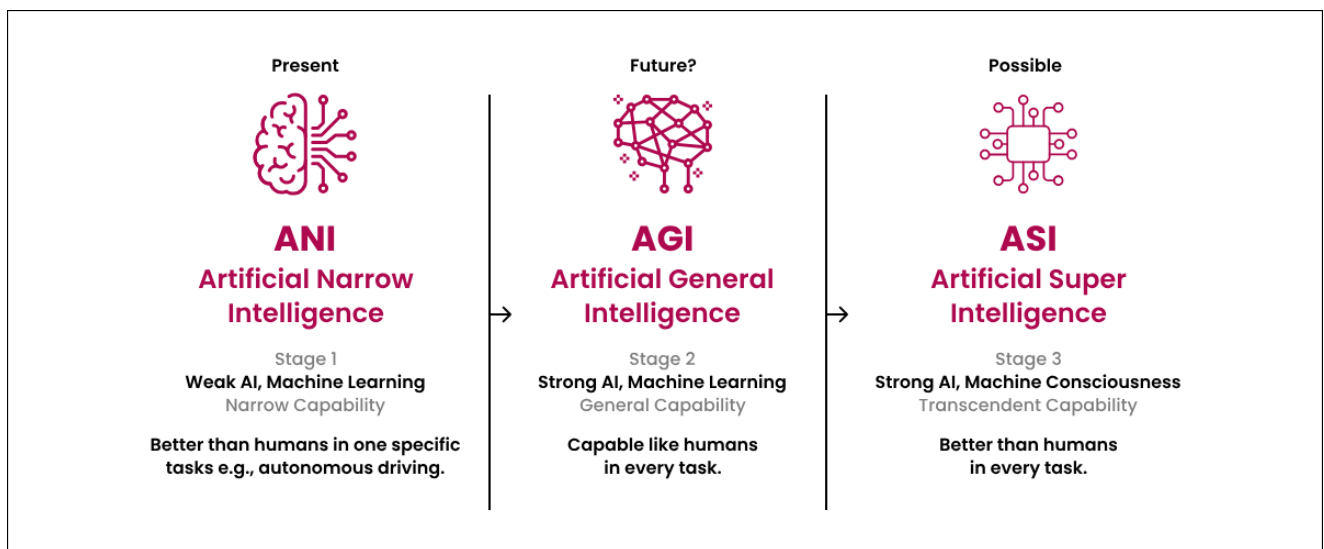 Present
ANI
Artificial Narrow
Intelligence
Stage 1
Weak AI, Machine Learning
Narrow Capability
Better than humans in one specific
tasks e.g., autonomous driving.
Future?
AGI
Artificial General
Intelligence
Stage 2
Strong AI, Machine Learning
General Capability
Capable like humans
in every task.
Possible
ASI
Artificial Super
Intelligence
Stage 3
Strong AI, Machine Consciousness
Transcendent Capability
Better than humans
in every task.